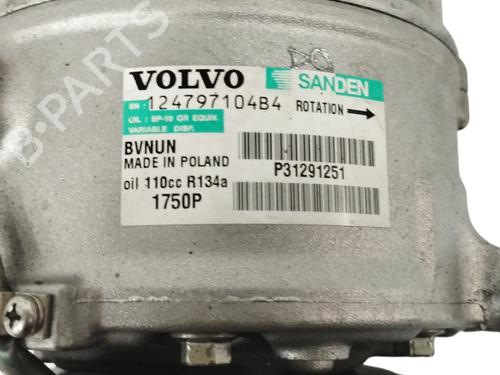 B-PARTS
VOLVO SANDEN
SN : 124797104B4 ROTATION
OIL : SP-10 OR EQUIV.
VARIABLE DISP.
BVNUN
MADE IN POLAND P31291251
oil 110cc R134a
1750P